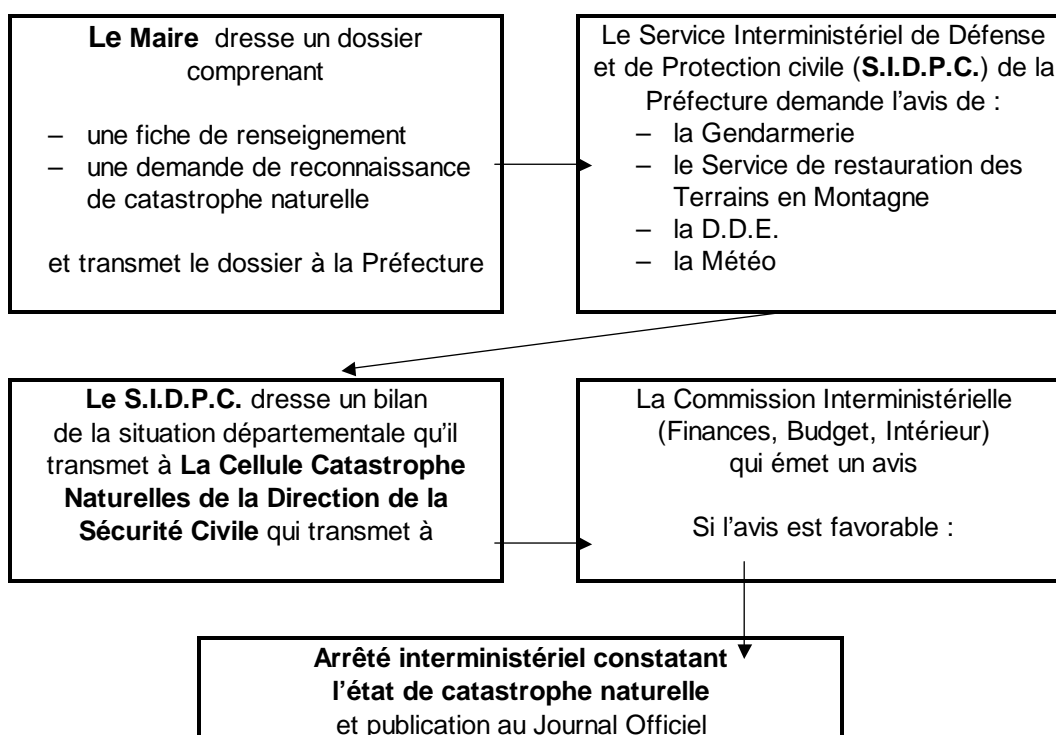 Le Maire dresse un dossier
comprenant
– une fiche de renseignement
– une demande de reconnaissance
de catastrophe naturelle
et transmet le dossier à la Préfecture
Le Service Interministériel de Défense
et de Protection civile (S.I.D.P.C.) de la
Préfecture demande l'avis de :
– la Gendarmerie
– le Service de restauration des
Terrains en Montagne
– la D.D.E.
– la Météo
Le S.I.D.P.C. dresse un bilan
de la situation départementale qu'il
transmet à La Cellule Catastrophe
Naturelles de la Direction de la
Sécurité Civile qui transmet à
La Commission Interministérielle
(Finances, Budget, Intérieur)
qui émet un avis
Si l'avis est favorable :
Arrêté interministériel constatant
l'état de catastrophe naturelle
et publication au Journal Officiel